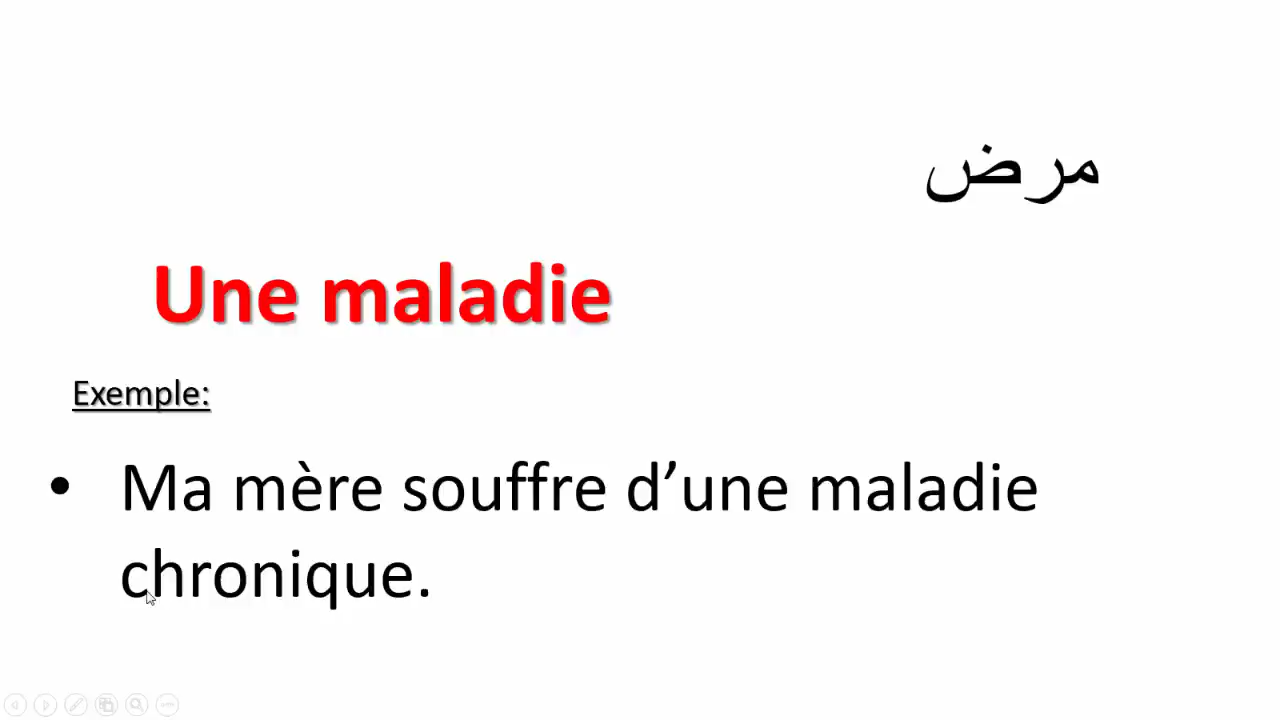 مرض
Une maladie
Exemple:
• Ma mère souffre d’une maladie
chronique.